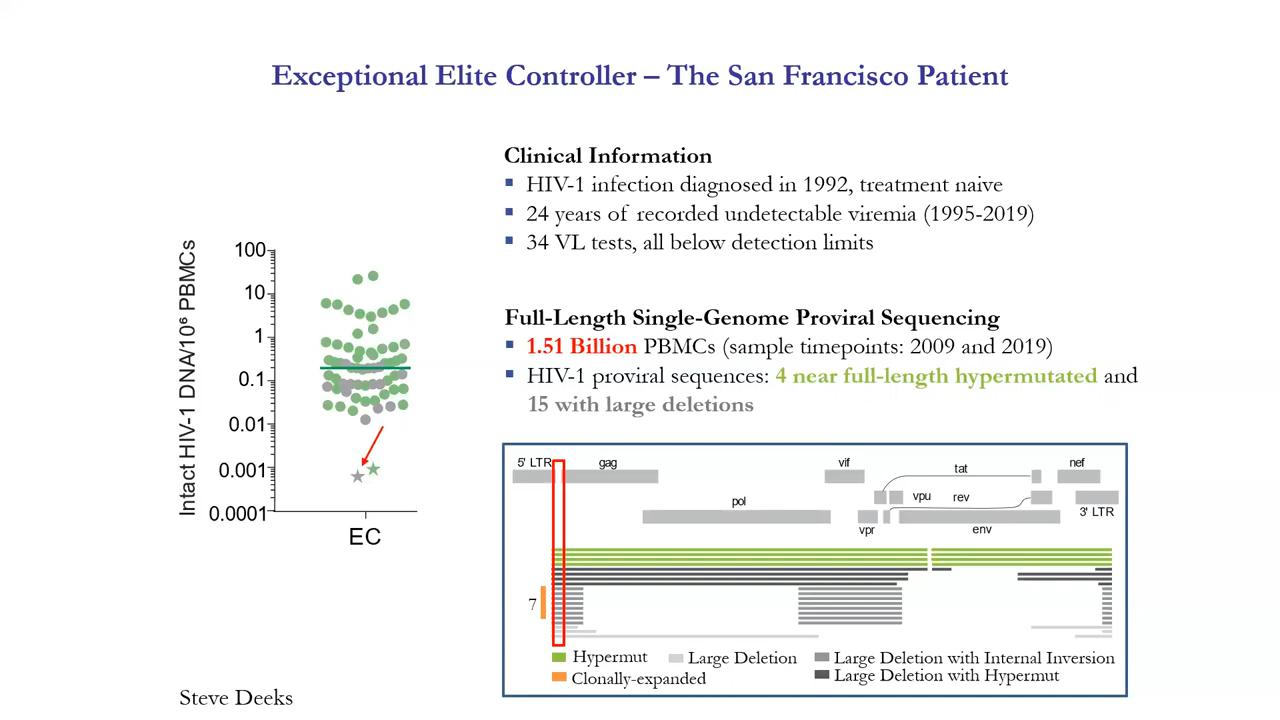 Exceptional Elite Controller – The San Francisco Patient
Clinical Information
▪ HIV-1 infection diagnosed in 1992, treatment naive
▪ 24 years of recorded undetectable viremia (1995-2019)
▪ 34 VL tests, all below detection limits
Intact HIV-1 DNA/10⁶ PBMCs
100
10
1
0.1
0.01
0.001
0.0001
EC
Full-Length Single-Genome Proviral Sequencing
▪ 1.51 Billion PBMCs (sample timepoints: 2009 and 2019)
▪ HIV-1 proviral sequences: 4 near full-length hypermutated and
15 with large deletions
5' LTR gag vif tat nef
pol vpu rev 3' LTR
vpr env
7
Hypermut Large Deletion Large Deletion with Internal Inversion
Clonally-expanded Large Deletion with Hypermut
Steve Deeks